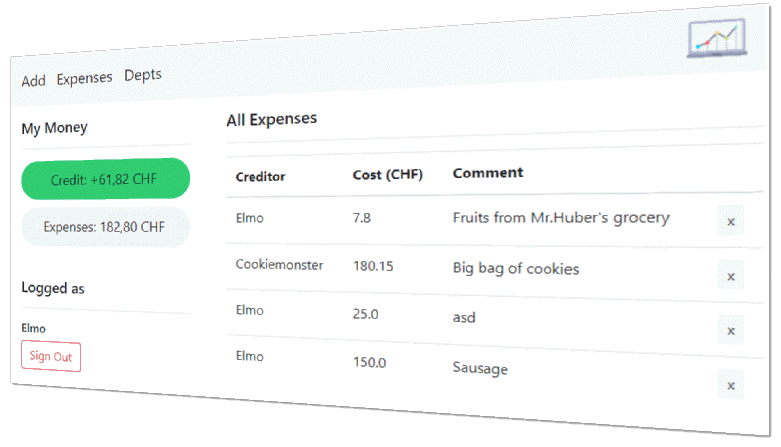 Add Expenses Depts
My Money
Credit: +61,82 CHF
Expenses: 182,80 CHF
Logged as
Elmo
Sign Out
All Expenses
Creditor Cost (CHF) Comment
Elmo 7.8 Fruits from Mr.Huber's grocery x
Cookiemonster 180.15 Big bag of cookies x
Elmo 25.0 asd x
Elmo 150.0 Sausage x